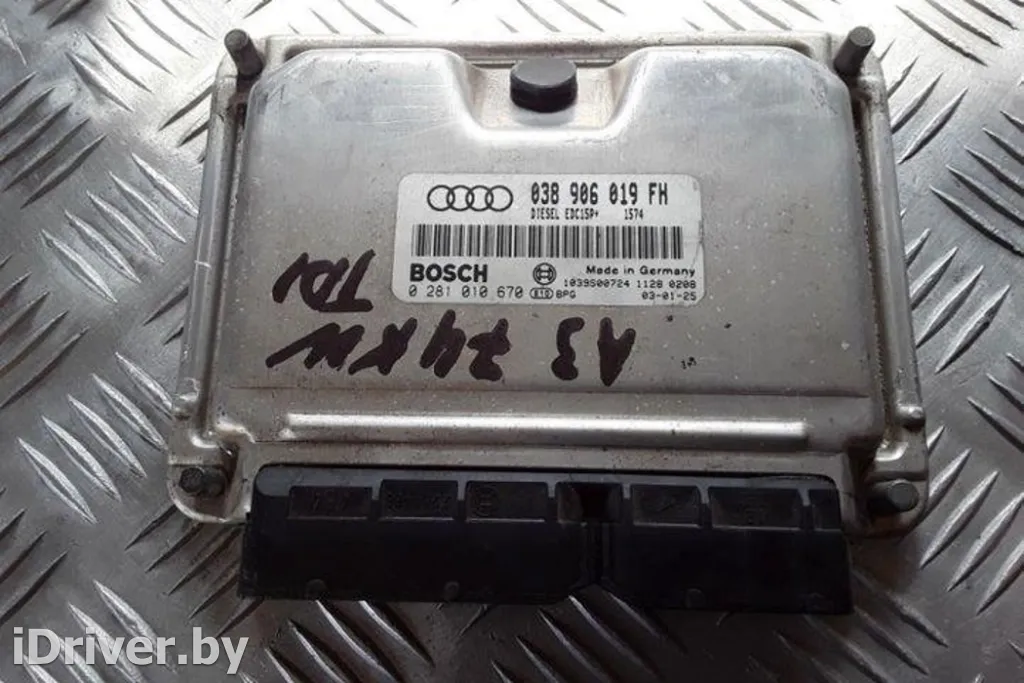 038 906 019 FH
DIESEL EDC15P+ 1574
BOSCH
Made in Germany
1039S00724 1128 0208
0 281 010 670 E10 BPG 03-01-25
A3 74KW
TDI
iDriver.by